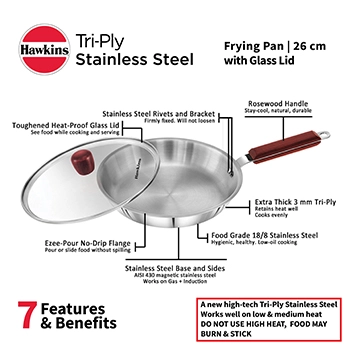 Hawkins
Tri-Ply
Stainless Steel
Frying Pan | 26 cm
with Glass Lid
Rosewood Handle
Stay-cool, natural, durable
Stainless Steel Rivets and Bracket
Firmly fixed. Will not loosen
Toughened Heat-Proof Glass Lid
See food while cooking and serving
Hawkins
Extra Thick 3 mm Tri-Ply
Retains heat well
Cooks evenly
Food Grade 18/8 Stainless Steel
Hygienic, healthy. Low-oil cooking
Ezee-Pour No-Drip Flange
Pour or slide food without spilling
Stainless Steel Base and Sides
AISI 430 magnetic stainless steel
Works on Gas + Induction
7 Features
& Benefits
A new high-tech Tri-Ply Stainless Steel
Works well on low & medium heat
DO NOT USE HIGH HEAT, FOOD MAY
BURN & STICK